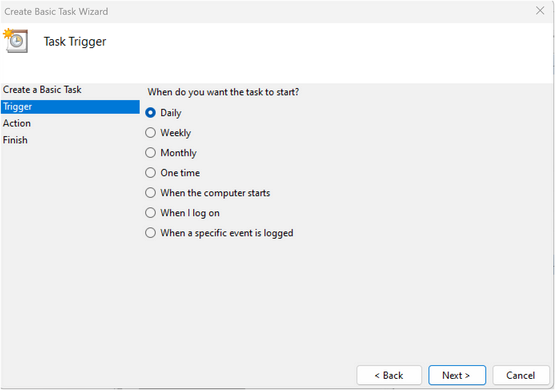 Create Basic Task Wizard
Task Trigger
Create a Basic Task
Trigger
Action
Finish
When do you want the task to start?
Daily
Weekly
Monthly
One time
When the computer starts
When I log on
When a specific event is logged
< Back
Next >
Cancel